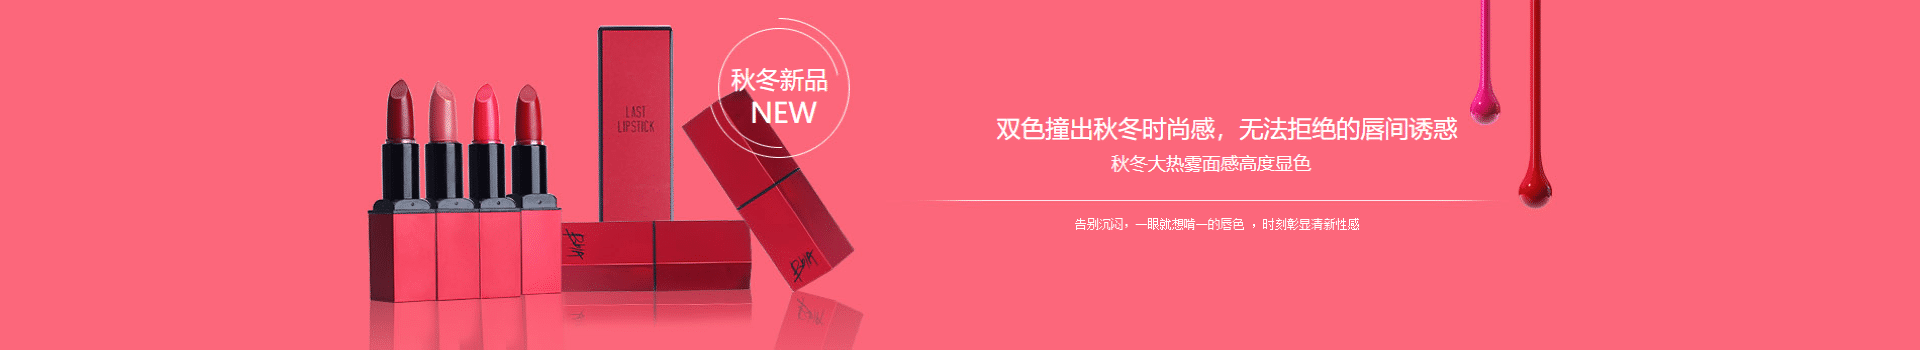 秋冬新品
NEW
LAST
LIPSTICK
双色撞出秋冬时尚感，无法拒绝的唇间诱惑
秋冬大热雾面感高度显色
告别沉闷，一眼就想啃一的唇色 ，时刻彰显清新性感